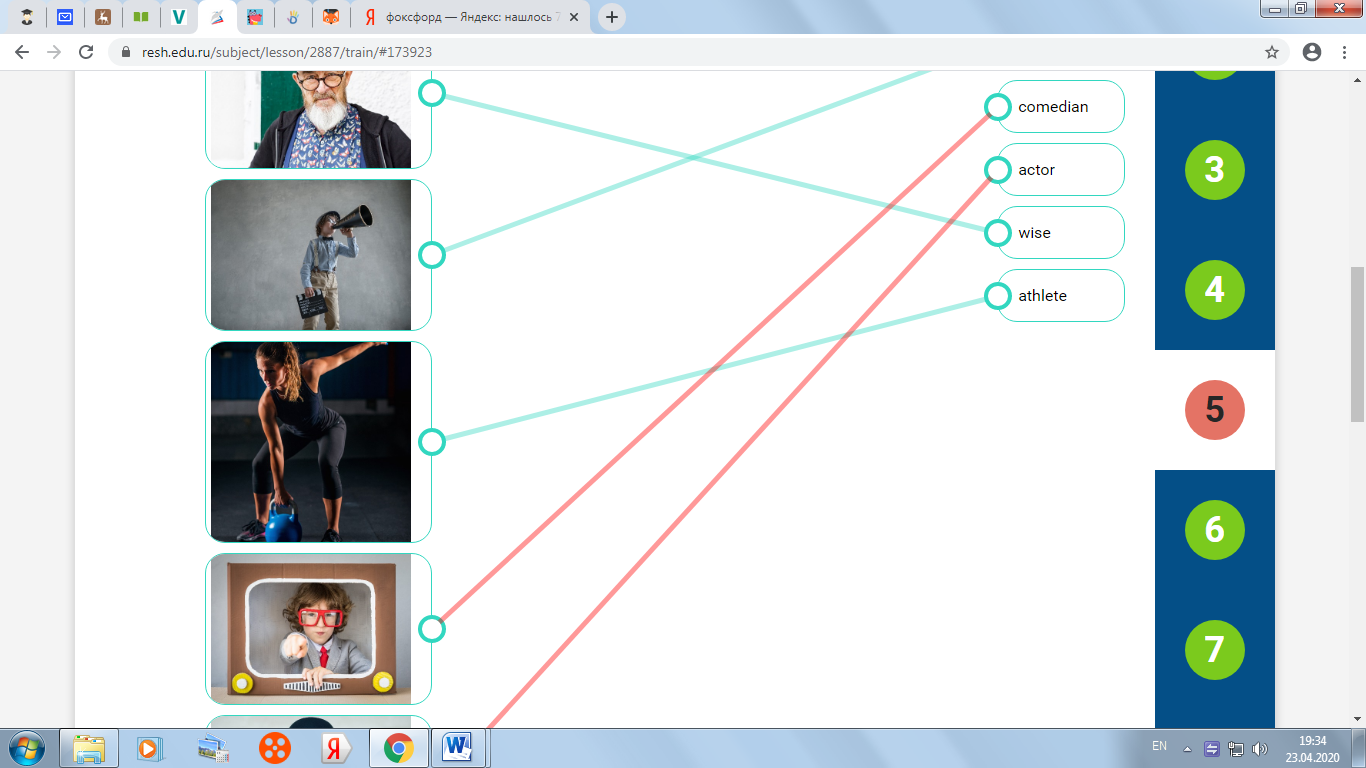 фоксфорд — Яндекс: нашлось
resh.edu.ru/subject/lesson/2887/train/#173923
comedian
actor
wise
athlete
3
4
5
6
7
EN
19:34
23.04.2020